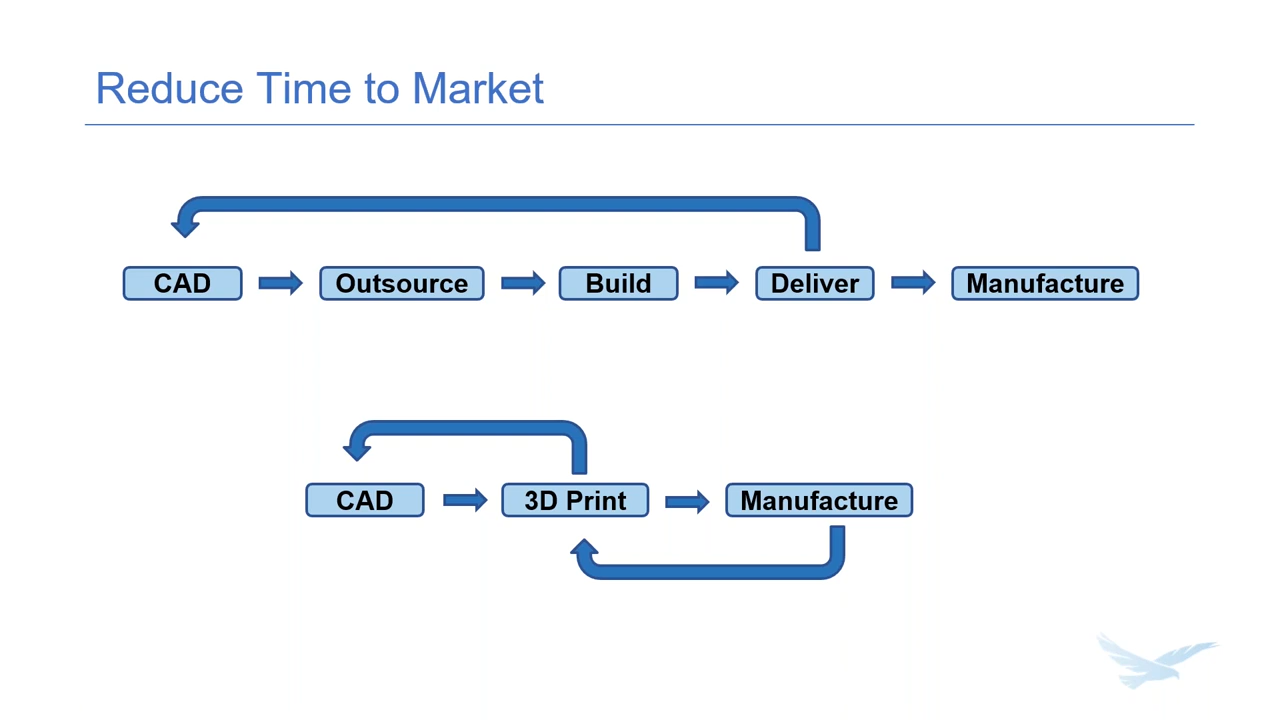 Reduce Time to Market
CAD
Outsource
Build
Deliver
Manufacture
CAD
3D Print
Manufacture